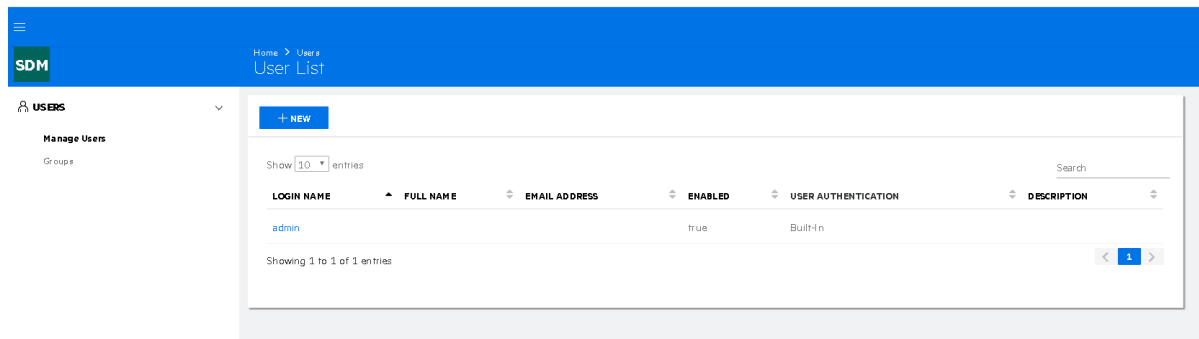 SDM
Home > Users
User List
USERS
Manage Users
Groups
+ NEW
Show 10 entries
Search
LOGIN NAME FULL NAME EMAIL ADDRESS ENABLED USER AUTHENTICATION DESCRIPTION
admin true Built-In
Showing 1 to 1 of 1 entries
< 1 >